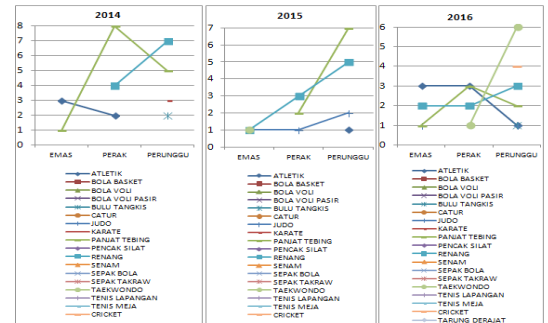 2014
8
7
6
5
4
3
2
1
0
EMAS PERAK PERUNGGU
ATLETIK
BOLA BASKET
BOLA VOLI
BOLA VOLI PASIR
BULU TANGKIS
CATUR
JUDO
KARATE
PANJAT TEBING
PENCAK SILAT
RENANG
SENAM
SEPAK BOLA
SEPAK TAKRAW
TAEKWONDO
TENIS LAPANGAN
TENIS MEJA
CRICKET
2015
7
6
5
4
3
2
1
0
EMAS PERAK PERUNGGU
ATLETIK
BOLA BASKET
BOLA VOLI
BOLA VOLI PASIR
BULU TANGKIS
CATUR
JUDO
KARATE
PANJAT TEBING
PENCAK SILAT
RENANG
SENAM
SEPAK BOLA
SEPAK TAKRAW
TAEKWONDO
TENIS LAPANGAN
TENIS MEJA
CRICKET
2016
6
5
4
3
2
1
0
EMAS PERAK PERUNGGU
ATLETIK
BOLA BASKET
BOLA VOLI
BOLA VOLI PASIR
BULU TANGKIS
CATUR
JUDO
KARATE
PANJAT TEBING
PENCAK SILAT
RENANG
SENAM
SEPAK BOLA
SEPAK TAKRAW
TAEKWONDO
TENIS LAPANGAN
TENIS MEJA
CRICKET
TARUNG DERAJAT